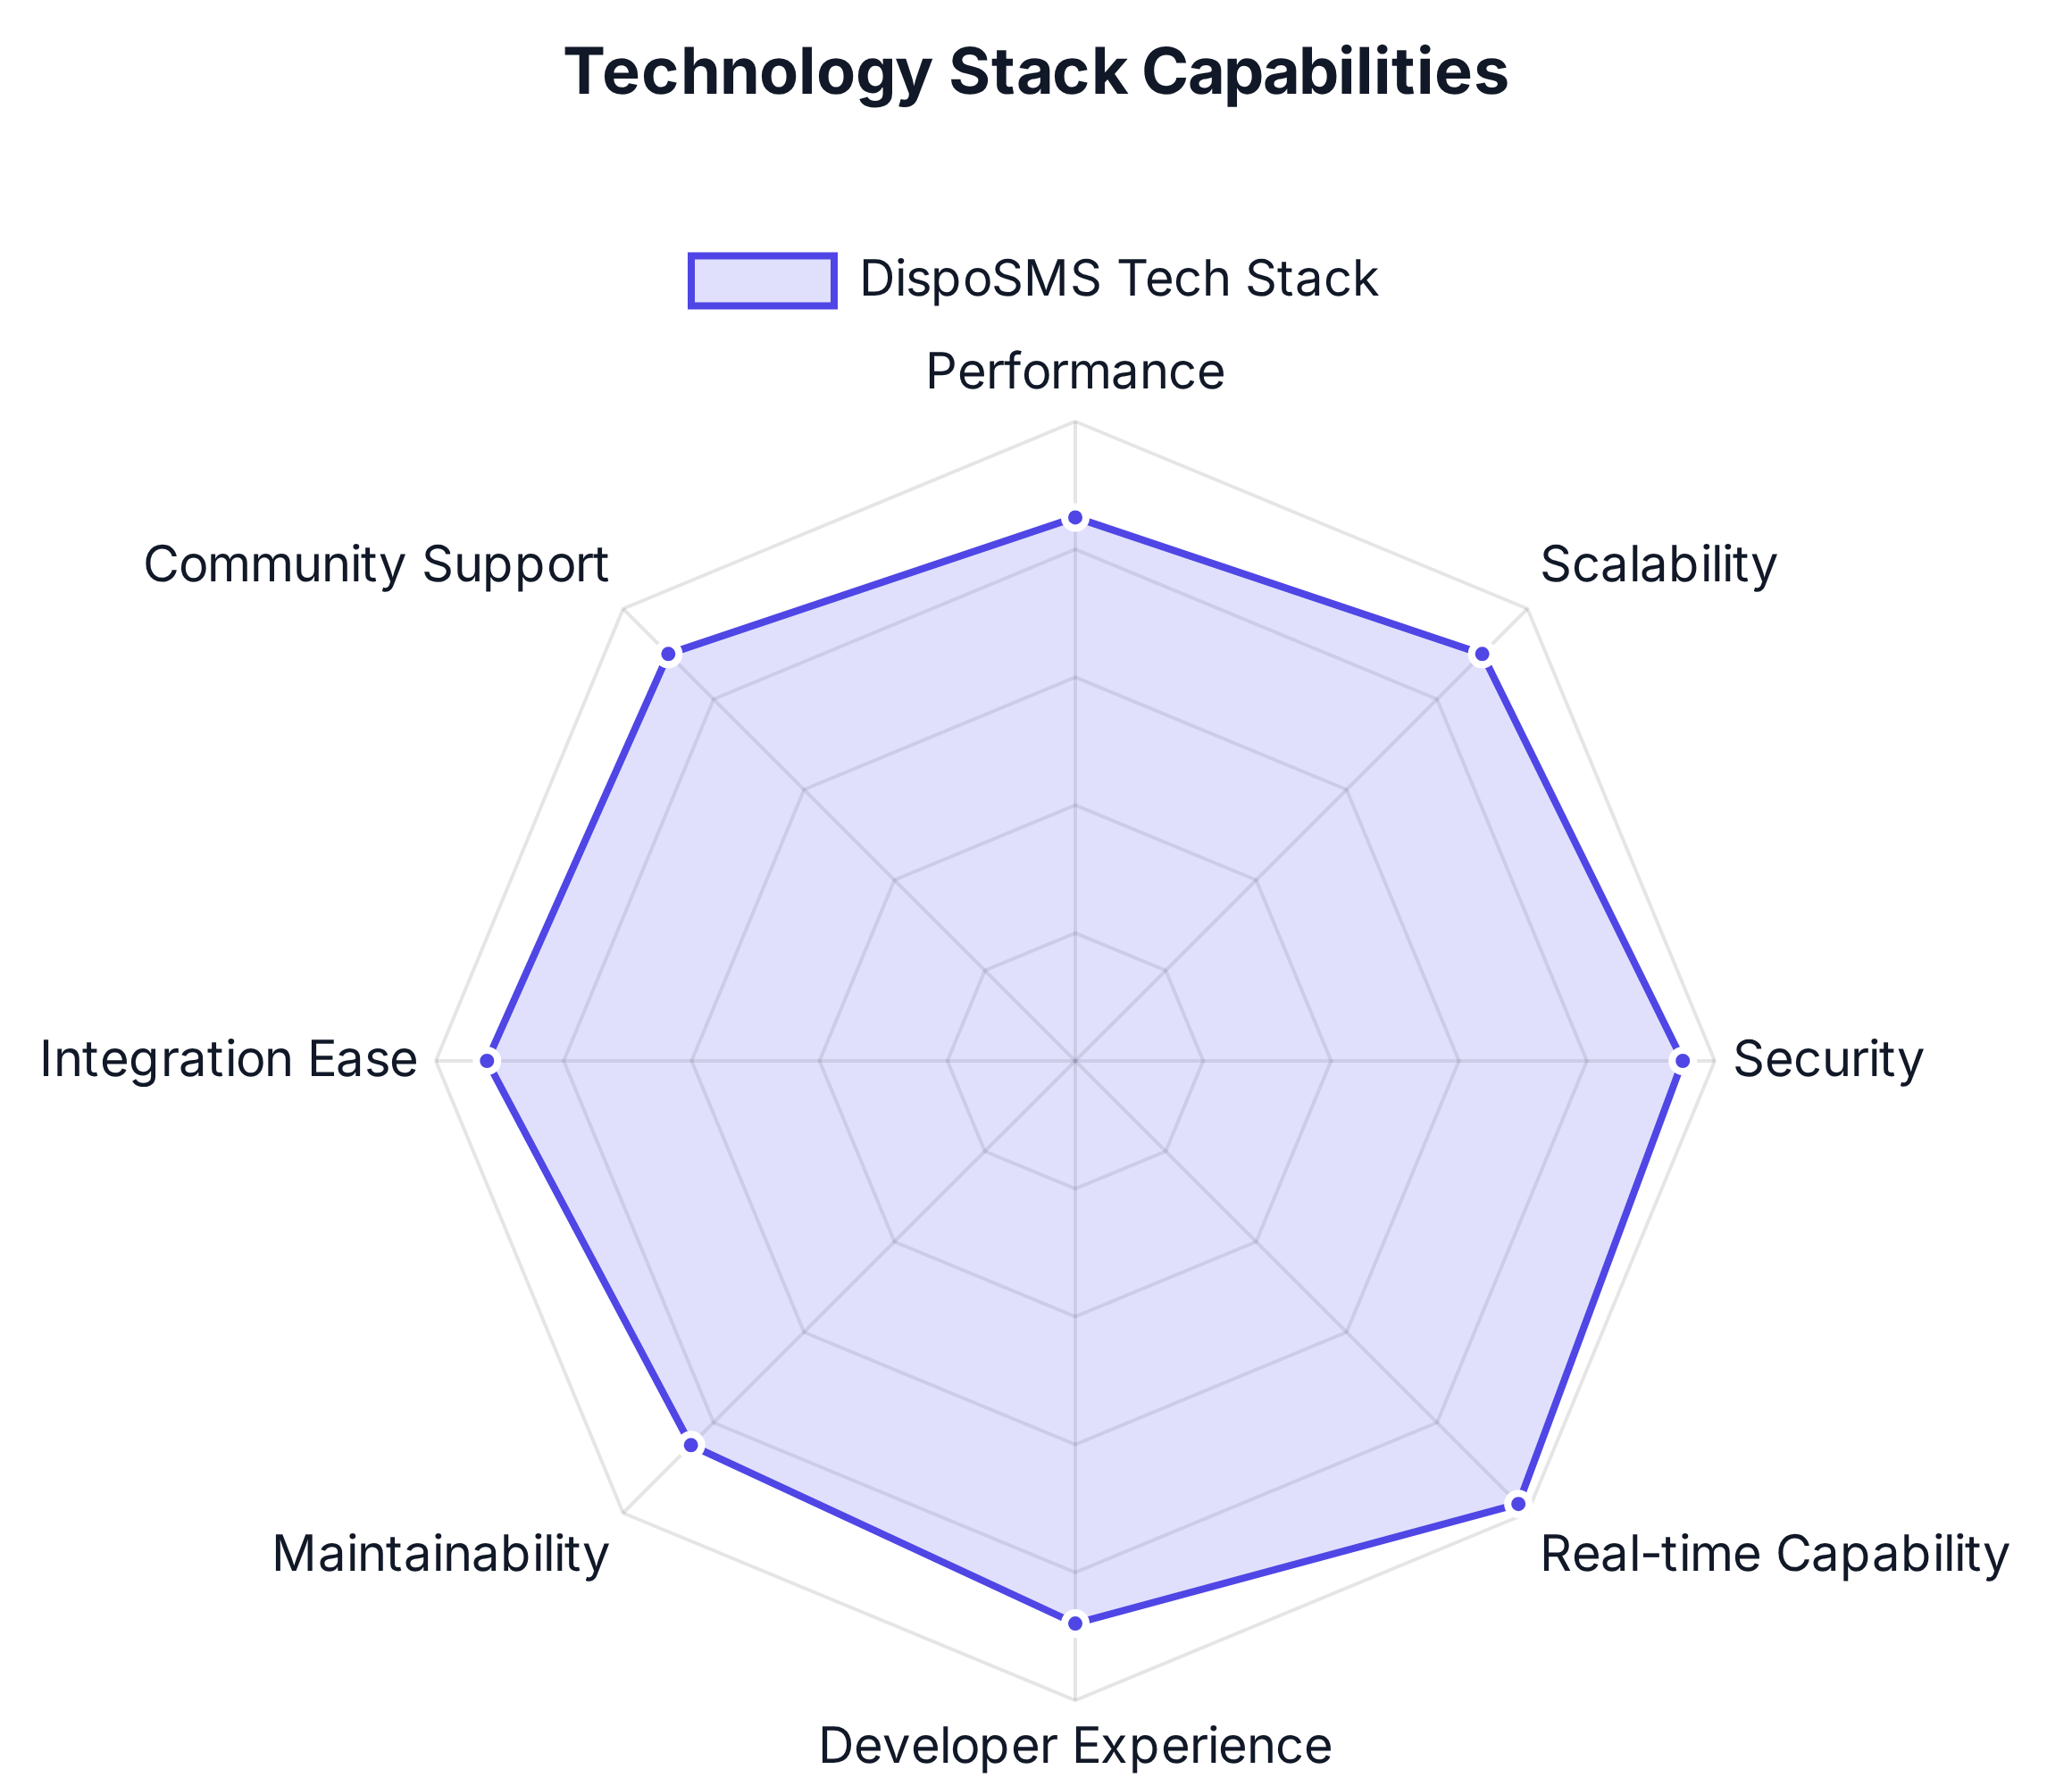 Technology Stack Capabilities
DispoSMS Tech Stack
Performance
Community Support
Scalability
Integration Ease
Security
Maintainability
Real-time Capability
Developer Experience